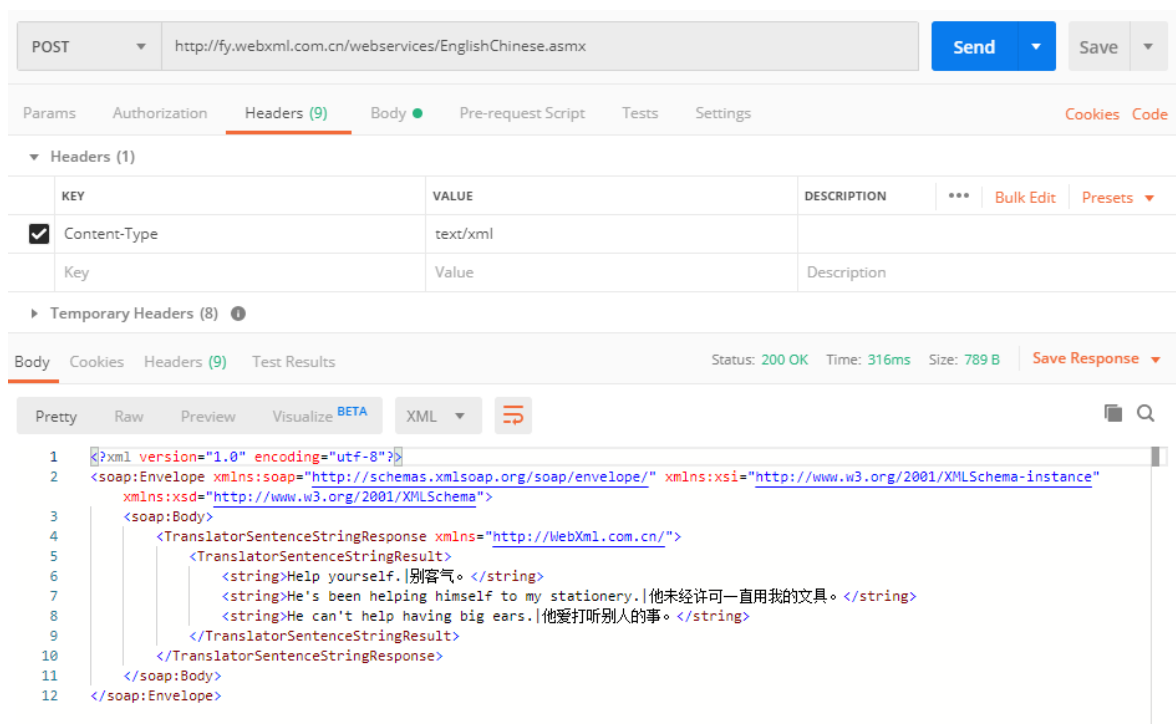 POST http://fy.webxml.com.cn/webservices/EnglishChinese.asmx Send Save
Params Authorization Headers (9) Body Pre-request Script Tests Settings Cookies Code
Headers (1)
KEY VALUE DESCRIPTION ••• Bulk Edit Presets
Content-Type text/xml
Key Value Description
Temporary Headers (8)
Body Cookies Headers (9) Test Results Status: 200 OK Time: 316ms Size: 789 B Save Response
Pretty Raw Preview Visualize BETA XML
1 <?xml version="1.0" encoding="utf-8"?>
2 <soap:Envelope xmlns:soap="http://schemas.xmlsoap.org/soap/envelope/" xmlns:xsi="http://www.w3.org/2001/XMLSchema-instance"
xmlns:xsd="http://www.w3.org/2001/XMLSchema">
3 <soap:Body>
4 <TranslatorSentenceStringResponse xmlns="http://WebXml.com.cn/">
5 <TranslatorSentenceStringResult>
6 <string>Help yourself.|别客气。</string>
7 <string>He's been helping himself to my stationery.|他未经许可一直用我的文具。</string>
8 <string>He can't help having big ears.|他爱打听别人的事。</string>
9 </TranslatorSentenceStringResult>
10 </TranslatorSentenceStringResponse>
11 </soap:Body>
12 </soap:Envelope>